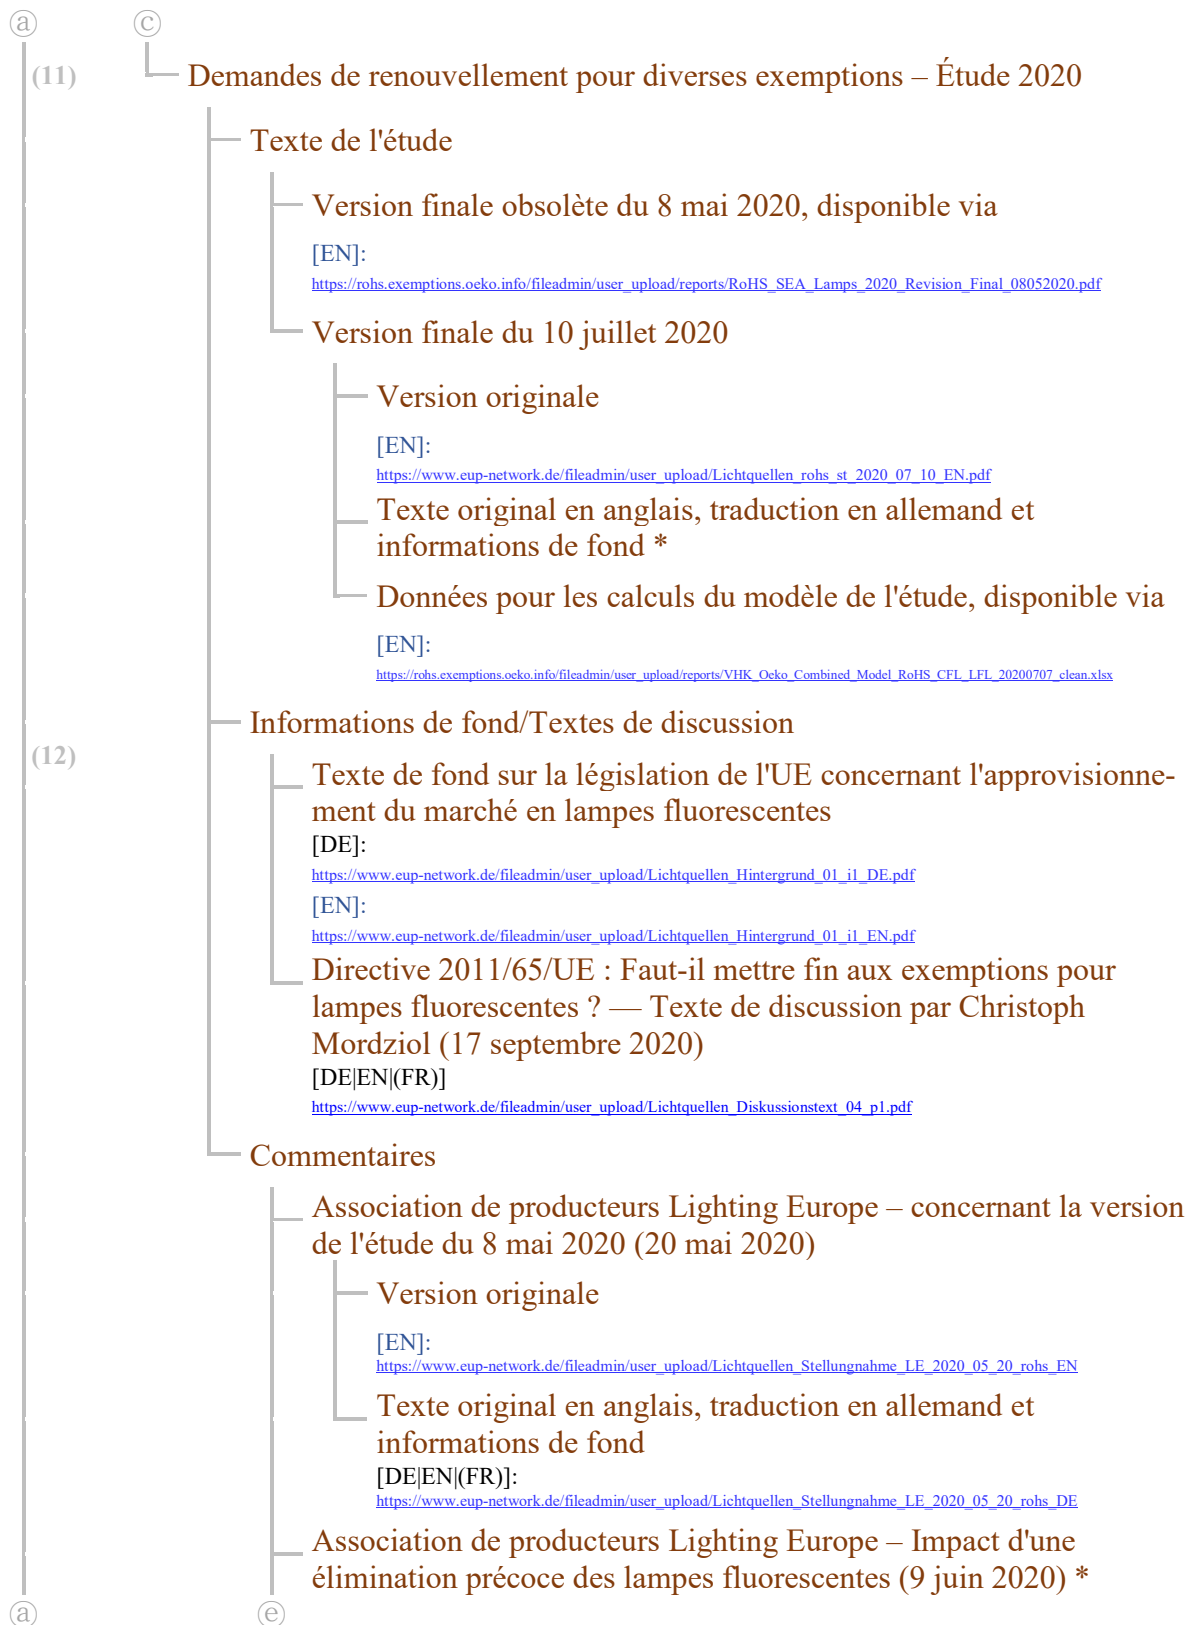 ⓐ ⓒ
(11) Demandes de renouvellement pour diverses exemptions – Étude 2020
Texte de l'étude
Version finale obsolète du 8 mai 2020, disponible via
[EN]:
https://rohs.exemptions.oeko.info/fileadmin/user_upload/reports/RoHS_SEA_Lamps_2020_Revision_Final_08052020.pdf
Version finale du 10 juillet 2020
Version originale
[EN]:
https://www.eup-network.de/fileadmin/user_upload/Lichtquellen_rohs_st_2020_07_10_EN.pdf
Texte original en anglais, traduction en allemand et
informations de fond *
Données pour les calculs du modèle de l'étude, disponible via
[EN]:
https://rohs.exemptions.oeko.info/fileadmin/user_upload/reports/VHK_Oeko_Combined_Model_RoHS_CFL_LFL_20200707_clean.xlsx
Informations de fond/Textes de discussion
(12)
Texte de fond sur la législation de l'UE concernant l'approvisionne-
ment du marché en lampes fluorescentes
[DE]:
https://www.eup-network.de/fileadmin/user_upload/Lichtquellen_Hintergrund_01_i1_DE.pdf
[EN]:
https://www.eup-network.de/fileadmin/user_upload/Lichtquellen_Hintergrund_01_i1_EN.pdf
Directive 2011/65/UE : Faut-il mettre fin aux exemptions pour
lampes fluorescentes ? — Texte de discussion par Christoph
Mordziol (17 septembre 2020)
[DE|EN|(FR)]
https://www.eup-network.de/fileadmin/user_upload/Lichtquellen_Diskussionstext_04_p1.pdf
Commentaires
Association de producteurs Lighting Europe – concernant la version
de l'étude du 8 mai 2020 (20 mai 2020)
Version originale
[EN]:
https://www.eup-network.de/fileadmin/user_upload/Lichtquellen_Stellungnahme_LE_2020_05_20_rohs_EN
Texte original en anglais, traduction en allemand et
informations de fond
[DE|EN|(FR)]:
https://www.eup-network.de/fileadmin/user_upload/Lichtquellen_Stellungnahme_LE_2020_05_20_rohs_DE
Association de producteurs Lighting Europe – Impact d'une
élimination précoce des lampes fluorescentes (9 juin 2020) *
ⓐ ⓔ